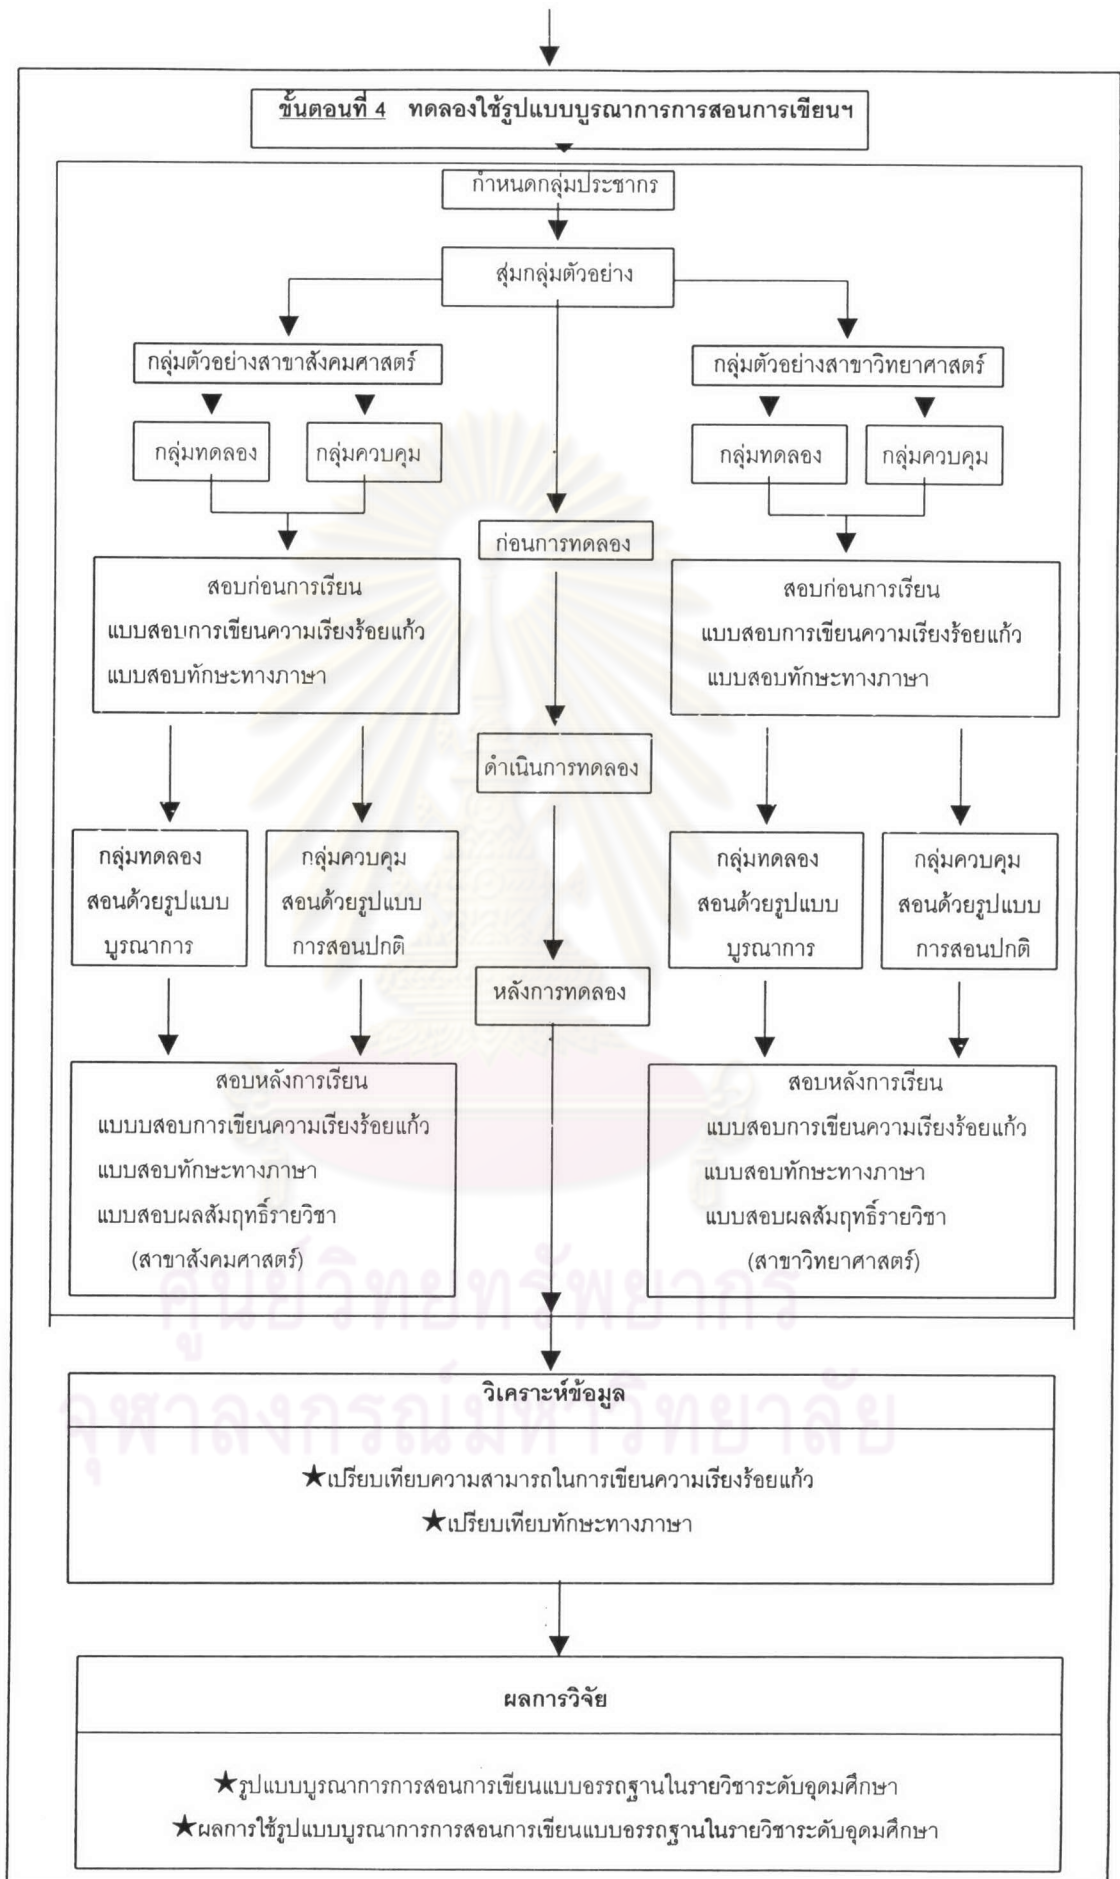 ขั้นตอนที่ 4 ทดลองใช้รูปแบบบูรณาการการสอนการเขียนฯ
กำหนดกลุ่มประชากร
สุ่มกลุ่มตัวอย่าง
กลุ่มตัวอย่างสาขาสังคมศาสตร์
กลุ่มตัวอย่างสาขาวิทยาศาสตร์
กลุ่มทดลอง
กลุ่มควบคุม
กลุ่มทดลอง
กลุ่มควบคุม
ก่อนการทดลอง
สอบก่อนการเรียน
แบบสอบการเขียนความเรียงร้อยแก้ว
แบบสอบทักษะทางภาษา
สอบก่อนการเรียน
แบบสอบการเขียนความเรียงร้อยแก้ว
แบบสอบทักษะทางภาษา
ดำเนินการทดลอง
กลุ่มทดลอง
สอนด้วยรูปแบบ
บูรณาการ
กลุ่มควบคุม
สอนด้วยรูปแบบ
การสอนปกติ
กลุ่มทดลอง
สอนด้วยรูปแบบ
บูรณาการ
กลุ่มควบคุม
สอนด้วยรูปแบบ
การสอนปกติ
หลังการทดลอง
สอบหลังการเรียน
แบบบสอบการเขียนความเรียงร้อยแก้ว
แบบสอบทักษะทางภาษา
แบบสอบผลสัมฤทธิ์รายวิชา
(สาขาสังคมศาสตร์)
สอบหลังการเรียน
แบบสอบการเขียนความเรียงร้อยแก้ว
แบบสอบทักษะทางภาษา
แบบสอบผลสัมฤทธิ์รายวิชา
(สาขาวิทยาศาสตร์)
ศูนย์วิทยทรัพยากร
จุฬาลงกรณ์มหาวิทยาลัย
วิเคราะห์ข้อมูล
★เปรียบเทียบความสามารถในการเขียนความเรียงร้อยแก้ว
★เปรียบเทียบทักษะทางภาษา
ผลการวิจัย
★รูปแบบบูรณาการการสอนการเขียนแบบอรรถฐานในรายวิชาระดับอุดมศึกษา
★ผลการใช้รูปแบบบูรณาการการสอนการเขียนแบบอรรถฐานในรายวิชาระดับอุดมศึกษา